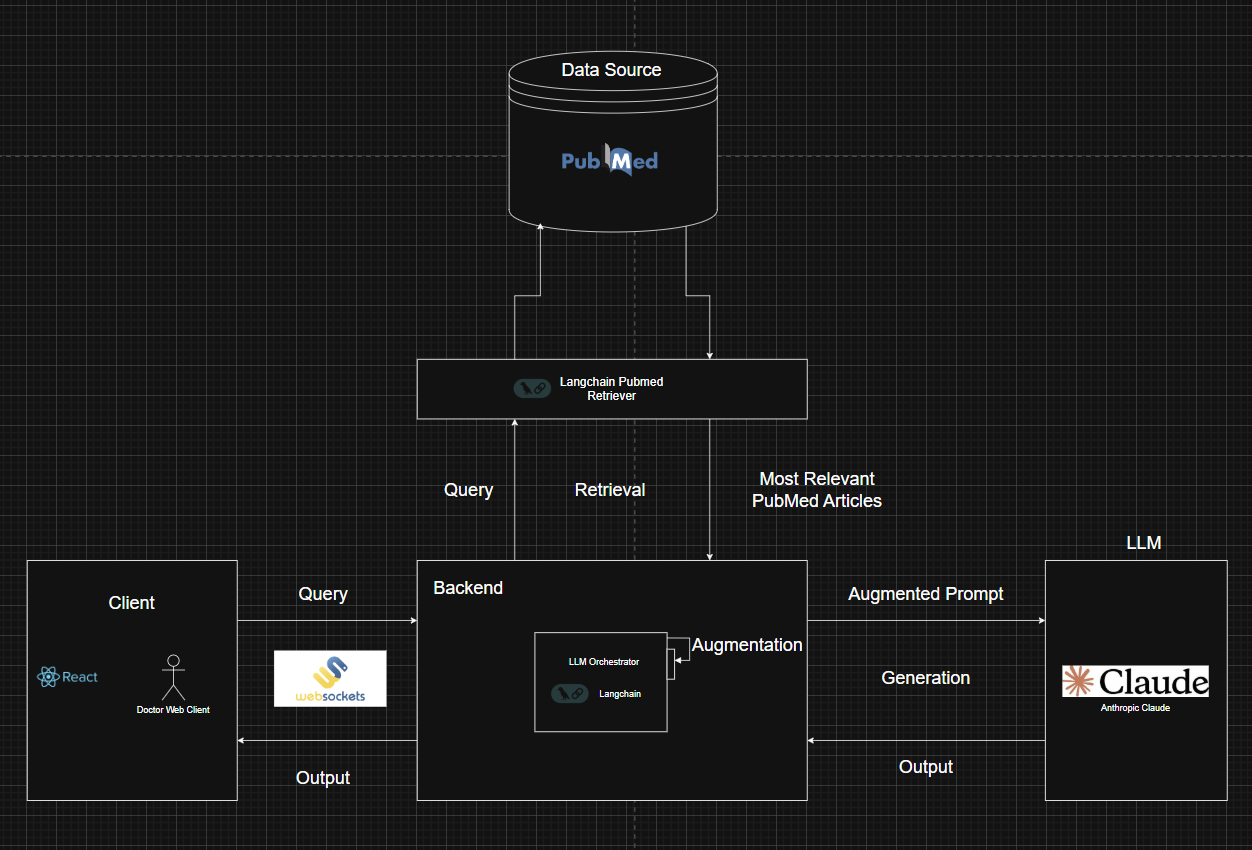 Data Source
PubMed
Langchain Pubmed
Retriever
Query
Retrieval
Most Relevant
PubMed Articles
LLM
Client
Query
Backend
Augmented Prompt
React
Doctor Web Client
websockets
LLM Orchestrator
Langchain
Augmentation
Generation
Claude
Anthropic Claude
Output
Output